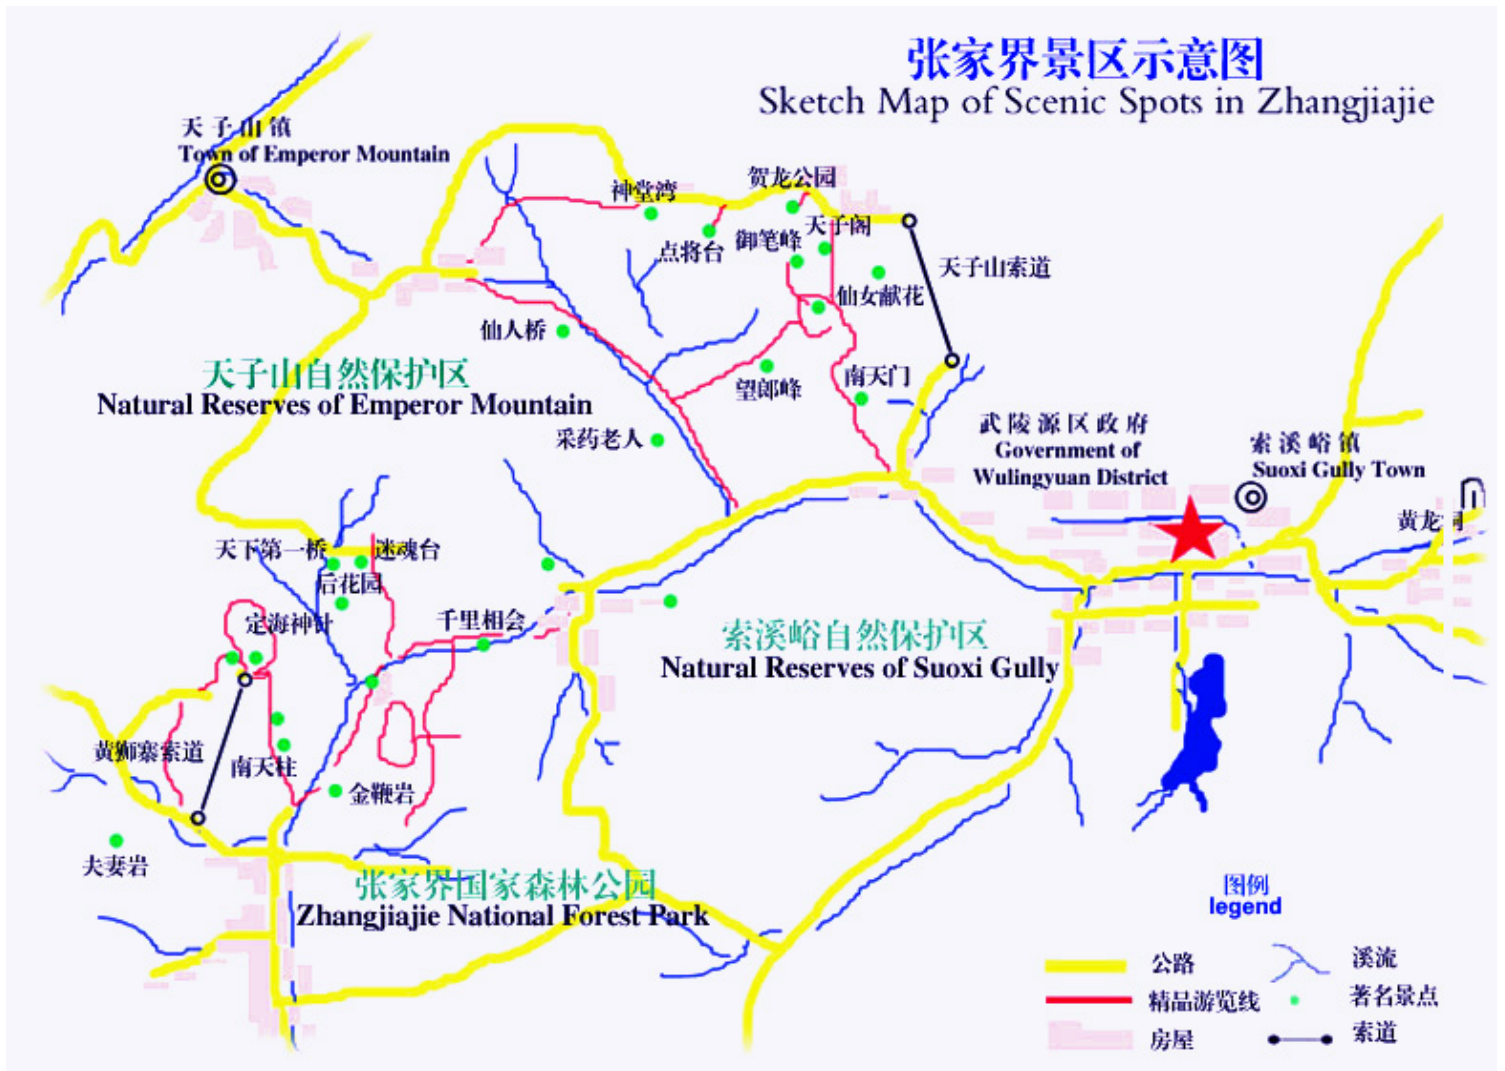 张家界景区示意图
Sketch Map of Scenic Spots in Zhangjiajie
天子山镇
Town of Emperor Mountain
神堂湾
贺龙公园
点将台
御笔峰
天子阁
天子山索道
仙女献花
仙人桥
天子山自然保护区
Natural Reserves of Emperor Mountain
望郎峰
南天门
采药老人
武陵源区政府
Government of
Wulingyuan District
索溪峪镇
Suoxi Gully Town
黄龙洞
天下第一桥
迷魂台
后花园
定海神针
千里相会
索溪峪自然保护区
Natural Reserves of Suoxi Gully
黄狮寨索道
南天柱
金鞭岩
夫妻岩
张家界国家森林公园
Zhangjiajie National Forest Park
图例
legend
公路
溪流
精品游览线
著名景点
房屋
索道